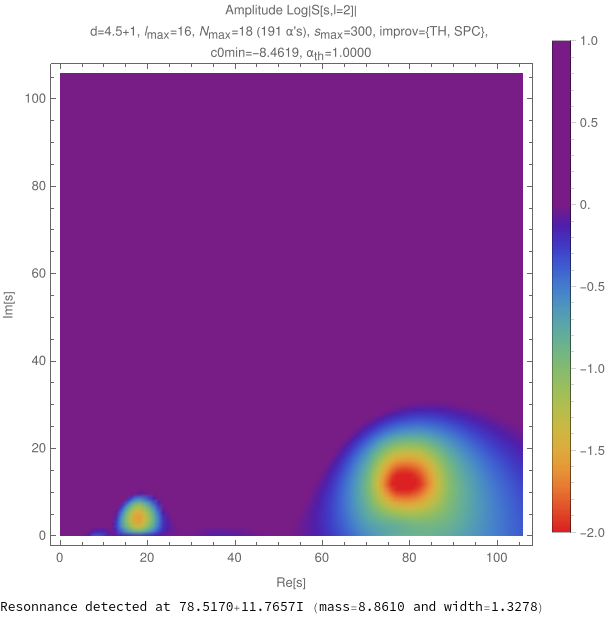 Amplitude Log|S[s,l=2]|
d=4.5+1, lmax=16, Nmax=18 (191 α's), smax=300, improv={TH, SPC},
c0min=−8.4619, αth=1.0000
100
80
60
40
20
0
Im[s]
0 20 40 60 80 100
Re[s]
1.0
0.5
0.
−0.5
−1.0
−1.5
−2.0
Resonnance detected at 78.5170+11.7657I (mass=8.8610 and width=1.3278)